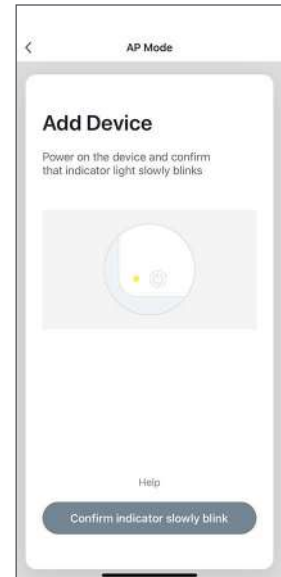 AP Mode
Add Device
Power on the device and confirm
that indicator light slowly blinks
Help
Confirm indicator slowly blink